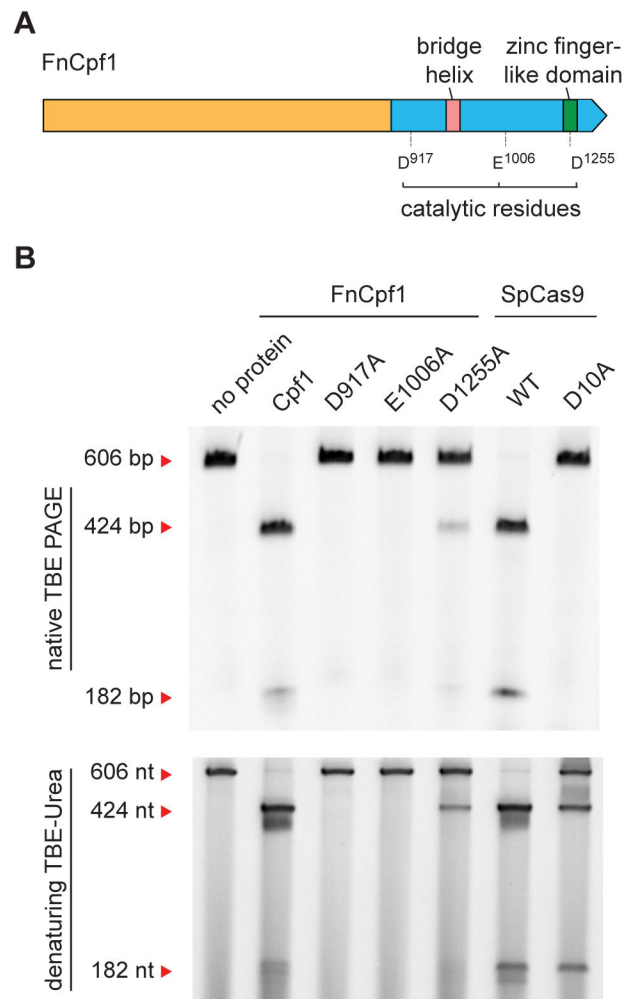 A
FnCpf1
bridge
helix
zinc finger-
like domain
D917
E1006
D1255
catalytic residues
B
FnCpf1
SpCas9
no protein
Cpf1
D917A
E1006A
D1255A
WT
D10A
native TBE PAGE
606 bp
424 bp
182 bp
denaturing TBE-Urea
606 nt
424 nt
182 nt